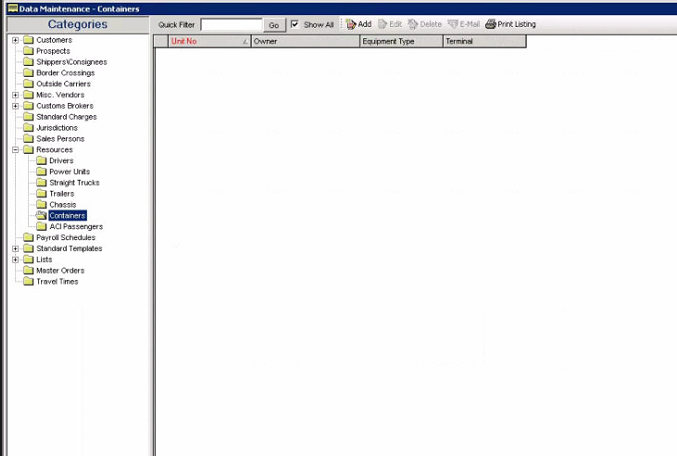 Data Maintenance - Containers
Categories
Quick Filter Go Show All Add Edit Delete E-Mail Print Listing
Unit No Owner Equipment Type Terminal
Customers
Prospects
Shippers\Consignees
Border Crossings
Outside Carriers
Misc. Vendors
Customs Brokers
Standard Charges
Jurisdictions
Sales Persons
Resources
Drivers
Power Units
Straight Trucks
Trailers
Chassis
Containers
ACI Passengers
Payroll Schedules
Standard Templates
Lists
Master Orders
Travel Times